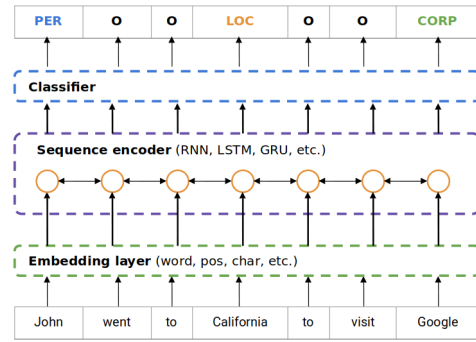 PER O O LOC O O CORP
Classifier
Sequence encoder (RNN, LSTM, GRU, etc.)
Embedding layer (word, pos, char, etc.)
John went to California to visit Google